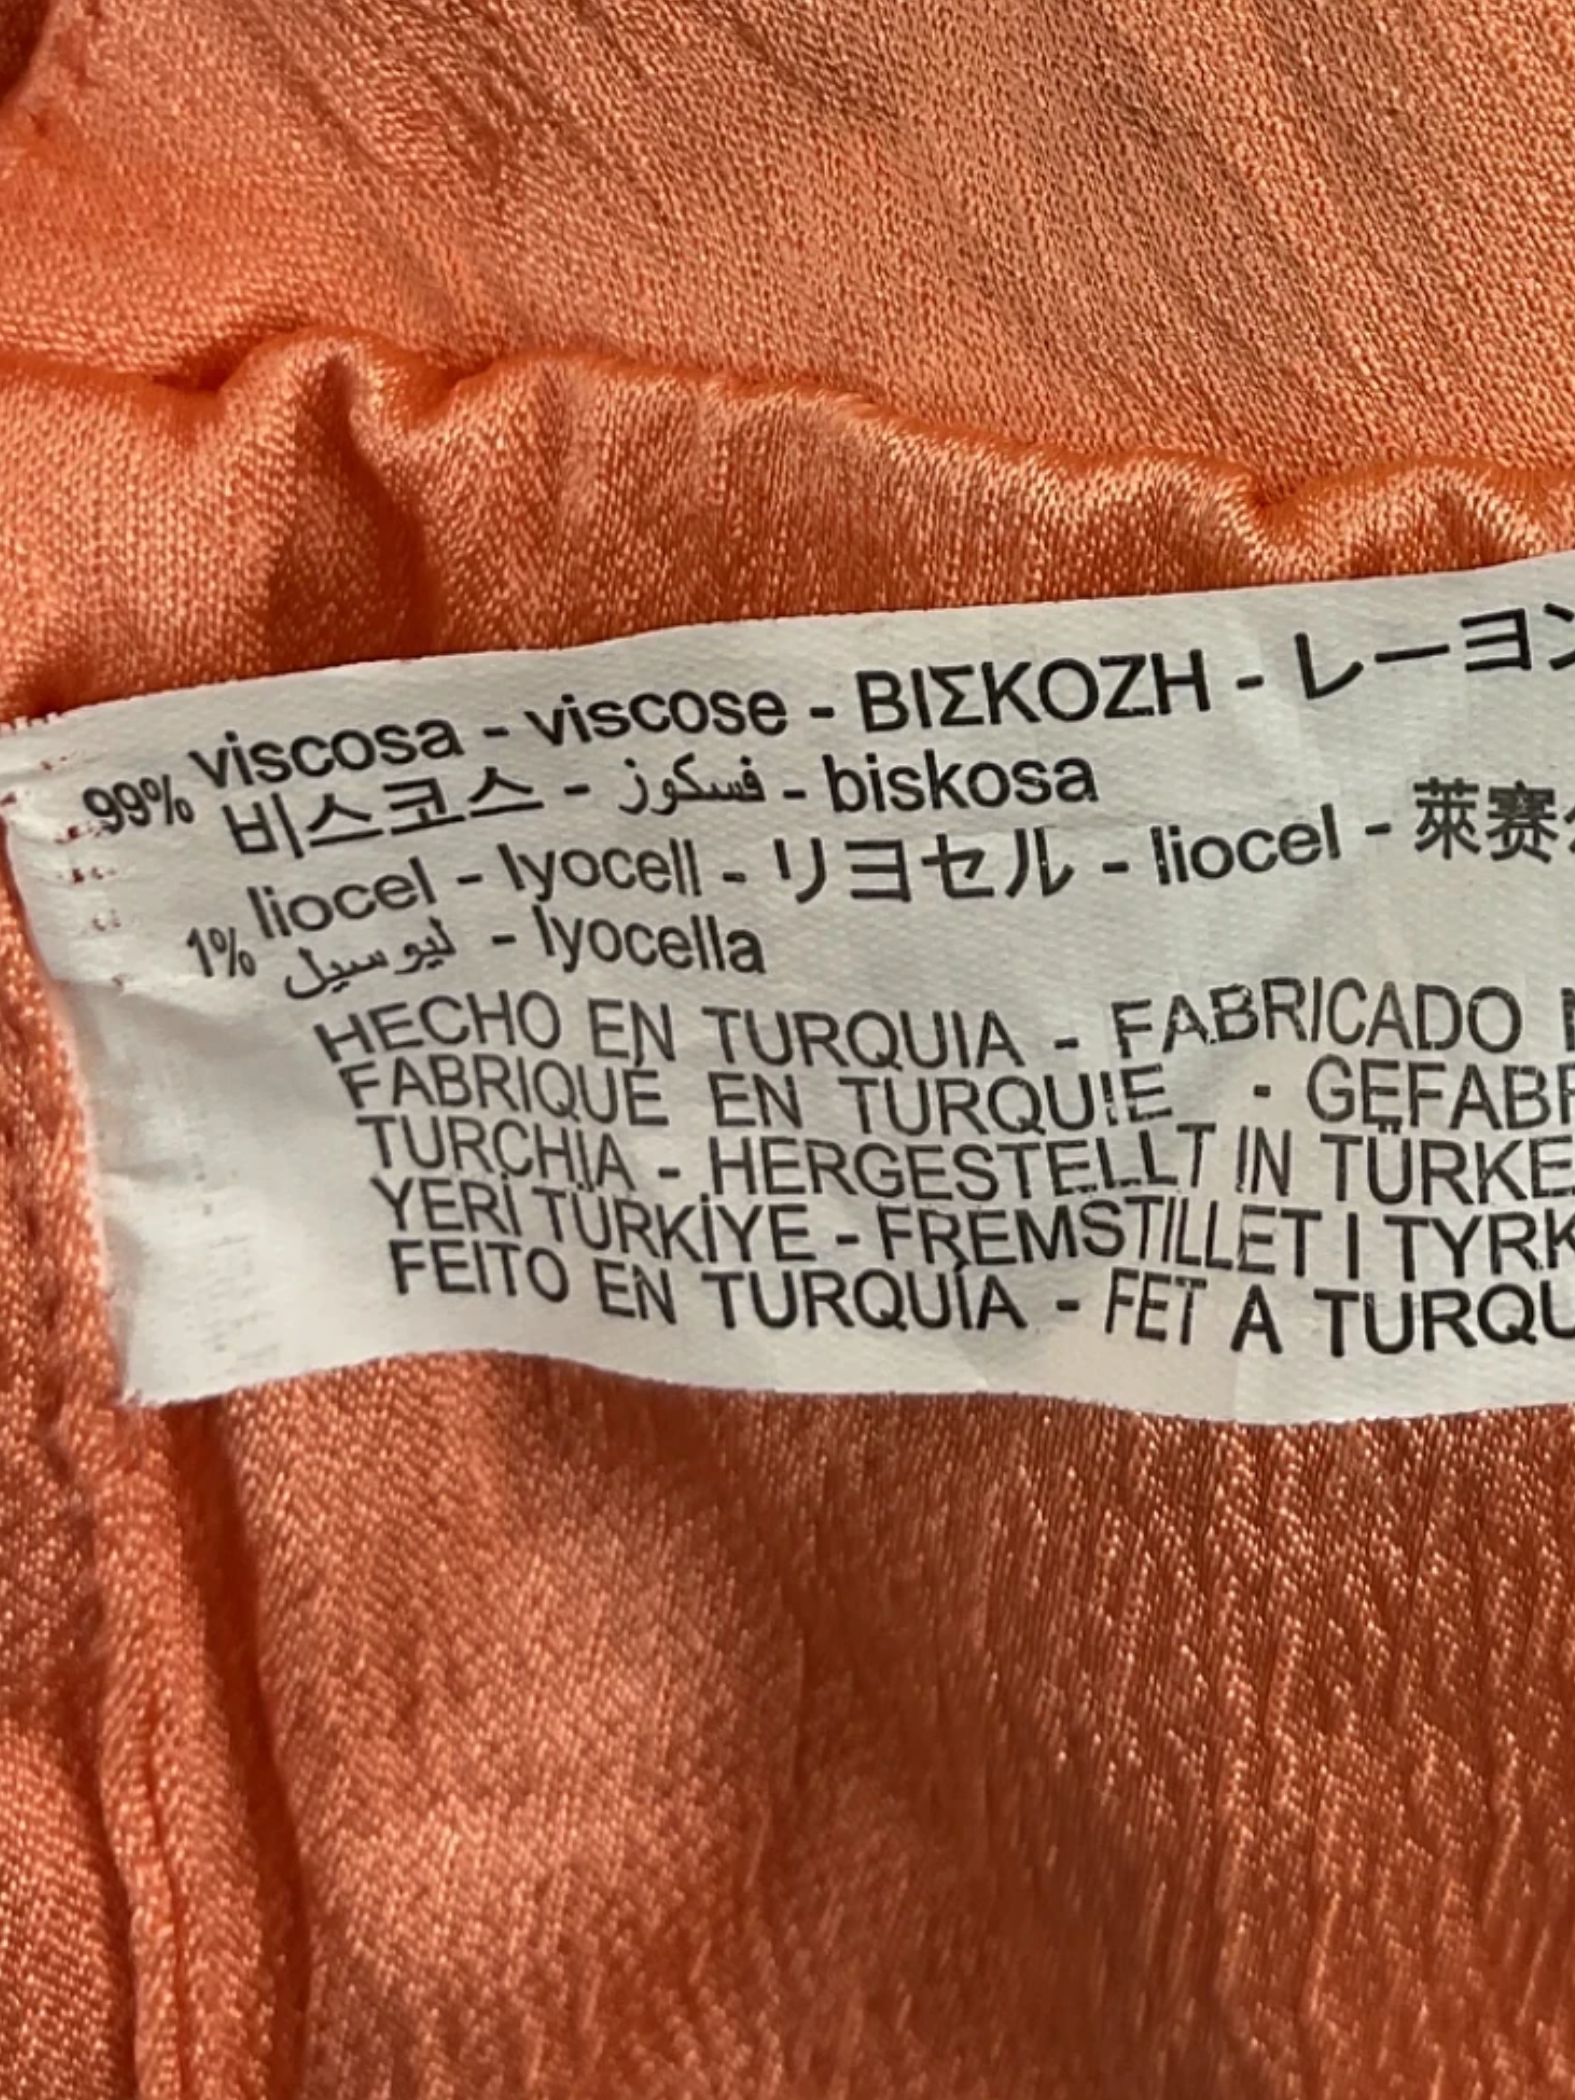 99% viscosa - viscose - ΒΙΣΚΟΖΗ - レーヨン
비스코스 - فسكوز - biskosa
1% liocel - lyocell - リヨセル - liocel - 萊赛
ليوسيل - lyocella
HECHO EN TURQUIA - FABRICADO
FABRIQUÉ EN TURQUIE - GEFABR
TURCHIA - HERGESTELLT IN TÜRKE
YERİ TÜRKİYE - FREMSTILLET I TYRK
FEITO EN TURQUÍA - FET A TURQU